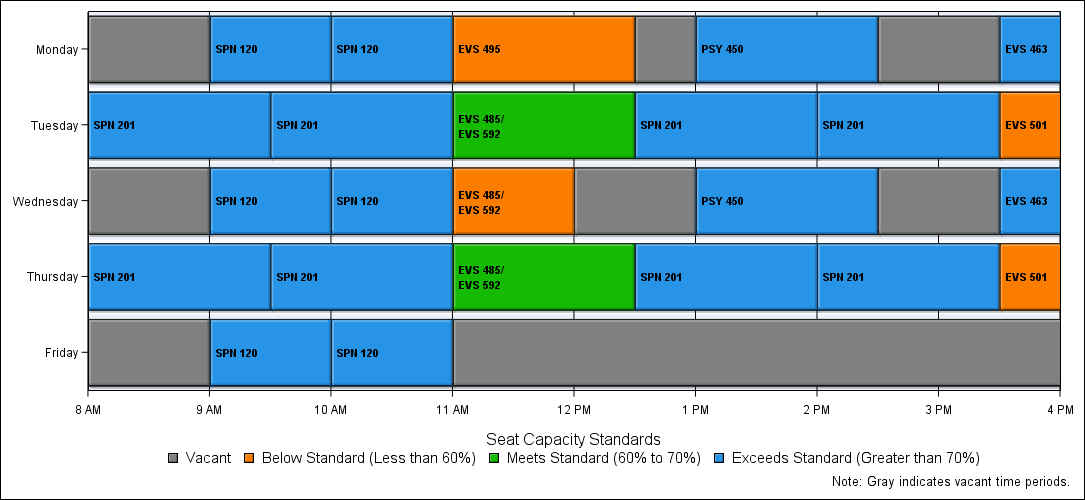 Monday
SPN 120
SPN 120
EVS 495
PSY 450
EVS 463
Tuesday
SPN 201
SPN 201
EVS 485/
EVS 592
SPN 201
SPN 201
EVS 501
Wednesday
SPN 120
SPN 120
EVS 485/
EVS 592
PSY 450
EVS 463
Thursday
SPN 201
SPN 201
EVS 485/
EVS 592
SPN 201
SPN 201
EVS 501
Friday
SPN 120
SPN 120
8 AM 9 AM 10 AM 11 AM 12 PM 1 PM 2 PM 3 PM 4 PM
Seat Capacity Standards
Vacant Below Standard (Less than 60%) Meets Standard (60% to 70%) Exceeds Standard (Greater than 70%)
Note: Gray indicates vacant time periods.